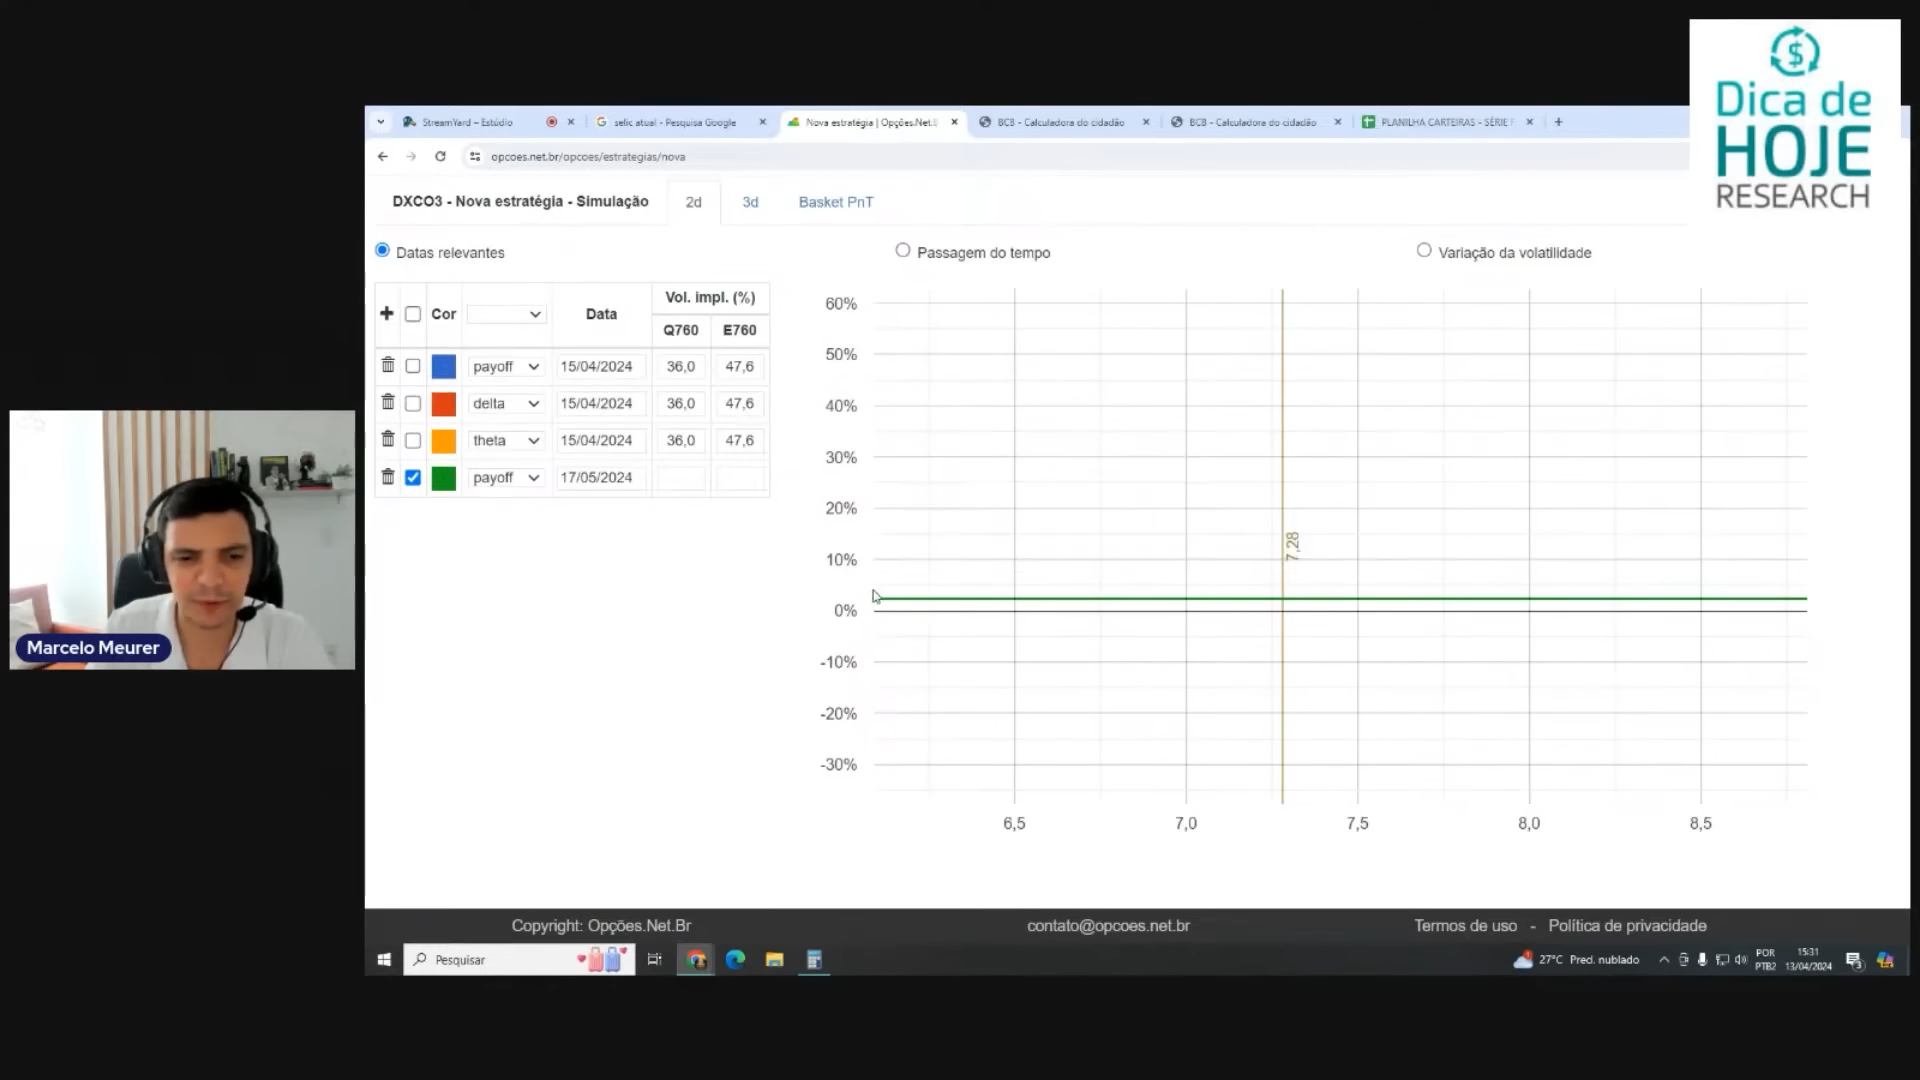 Dica de
HOJE
RESEARCH
StreamYard – Estúdio
selic atual - Pesquisa Google
Nova estratégia | Opções.Net.B
BCB - Calculadora do cidadão
BCB - Calculadora do cidadão
PLANILHA CARTEIRAS - SÉRIE F
opcoes.net.br/opcoes/estrategias/nova
DXCO3 - Nova estratégia - Simulação 2d 3d Basket PnT
Datas relevantes Passagem do tempo Variação da volatilidade
Cor Data Vol. impl. (%)
Q760 E760
payoff 15/04/2024 36,0 47,6
delta 15/04/2024 36,0 47,6
theta 15/04/2024 36,0 47,6
payoff 17/05/2024
60%
50%
40%
30%
20%
10%
0%
-10%
-20%
-30%
7,28
6,5 7,0 7,5 8,0 8,5
Marcelo Meurer
Copyright: Opções.Net.Br contato@opcoes.net.br Termos de uso - Política de privacidade
Pesquisar
27°C Pred. nublado
POR
PTB2
15:31
13/04/2024